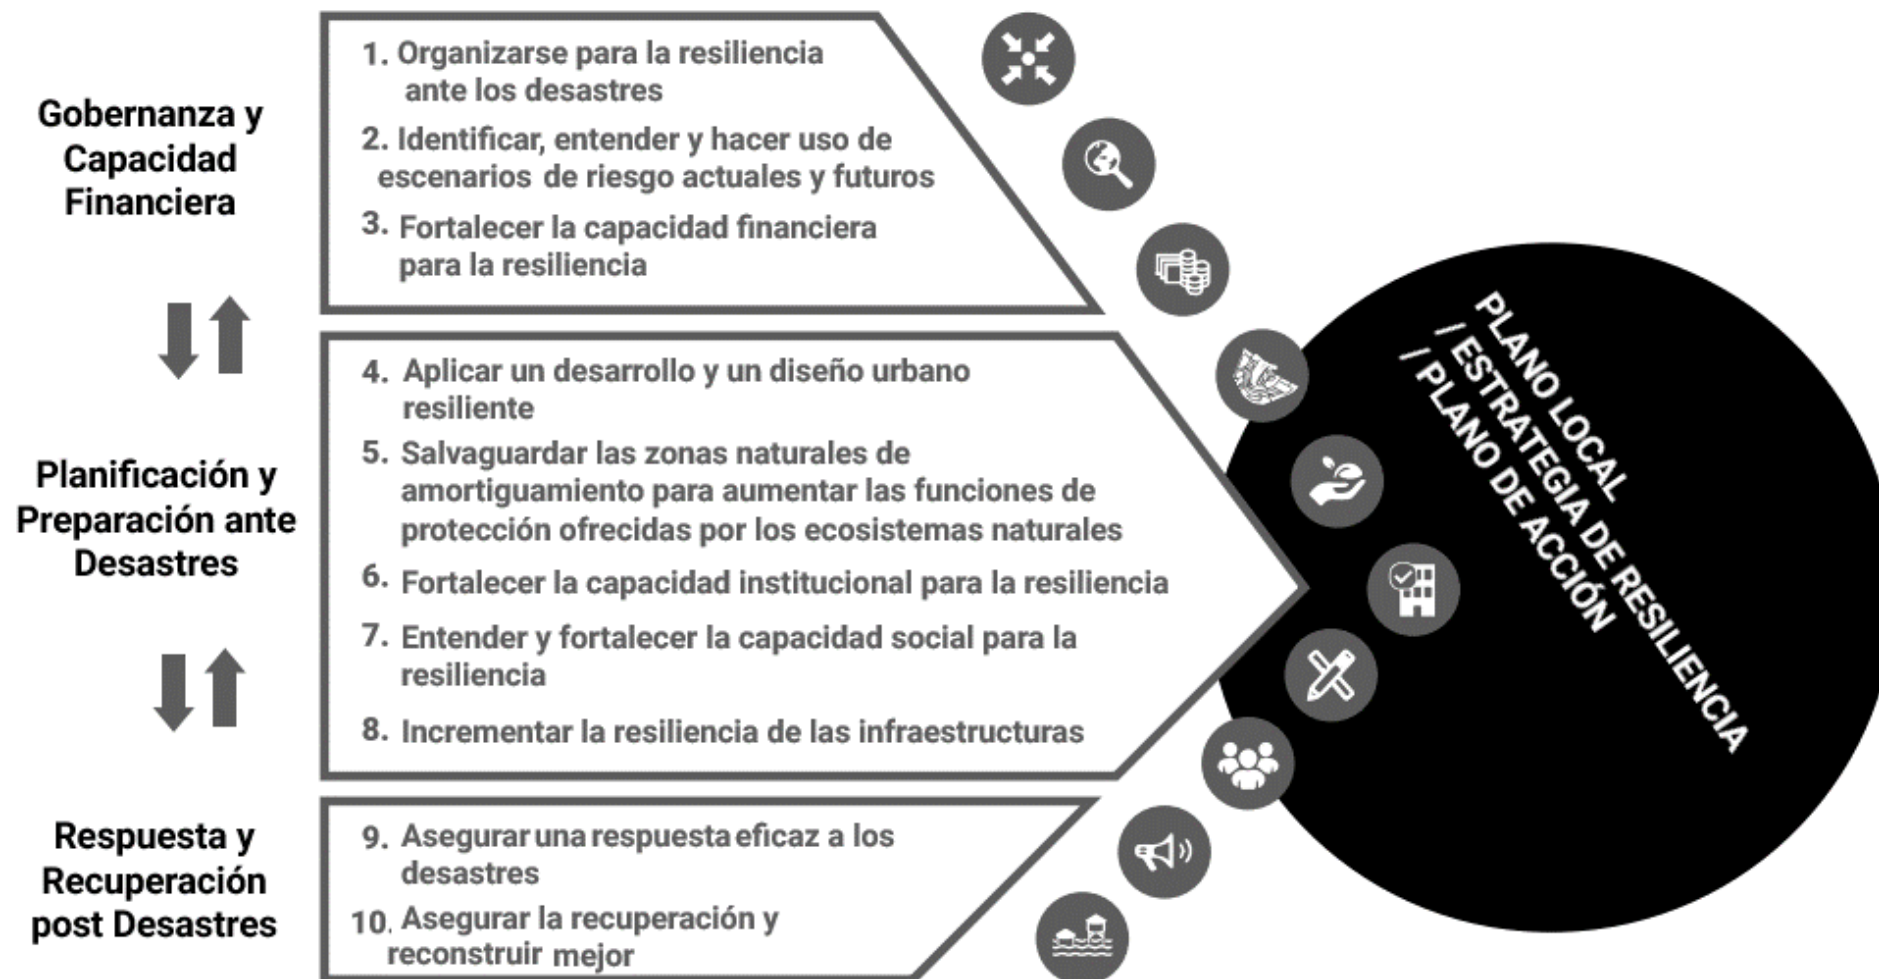 Gobernanza y
Capacidad
Financiera
1. Organizarse para la resiliencia
ante los desastres
2. Identificar, entender y hacer uso de
escenarios de riesgo actuales y futuros
3. Fortalecer la capacidad financiera
para la resiliencia
Planificación y
Preparación ante
Desastres
4. Aplicar un desarrollo y un diseño urbano
resiliente
5. Salvaguardar las zonas naturales de
amortiguamiento para aumentar las funciones de
protección ofrecidas por los ecosistemas naturales
6. Fortalecer la capacidad institucional para la resiliencia
7. Entender y fortalecer la capacidad social para la
resiliencia
8. Incrementar la resiliencia de las infraestructuras
Respuesta y
Recuperación
post Desastres
9. Asegurar una respuesta eficaz a los
desastres
10. Asegurar la recuperación y
reconstruir mejor
PLANO LOCAL
/ ESTRATEGIA DE RESILIENCIA
/ PLANO DE ACCIÓN